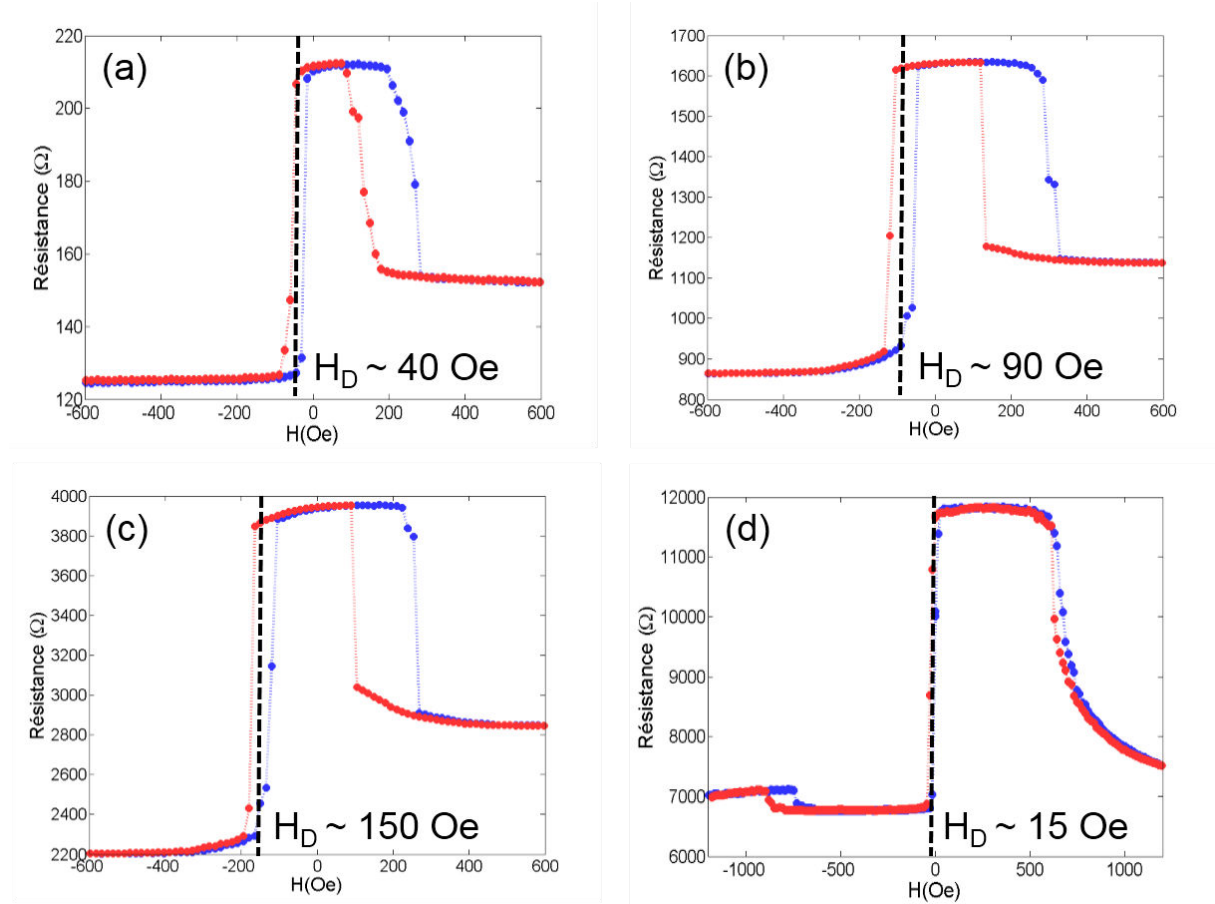 (a)
220
200
180
160
140
120
Résistance (Ω)
-600 -400 -200 0 200 400 600
H(Oe)
H_D ~ 40 Oe
(b)
1700
1600
1500
1400
1300
1200
1100
1000
900
800
Résistance (Ω)
-600 -400 -200 0 200 400 600
H(Oe)
H_D ~ 90 Oe
(c)
4000
3800
3600
3400
3200
3000
2800
2600
2400
2200
Résistance (Ω)
-600 -400 -200 0 200 400 600
H(Oe)
H_D ~ 150 Oe
(d)
12000
11000
10000
9000
8000
7000
6000
Résistance (Ω)
-1000 -500 0 500 1000
H(Oe)
H_D ~ 15 Oe